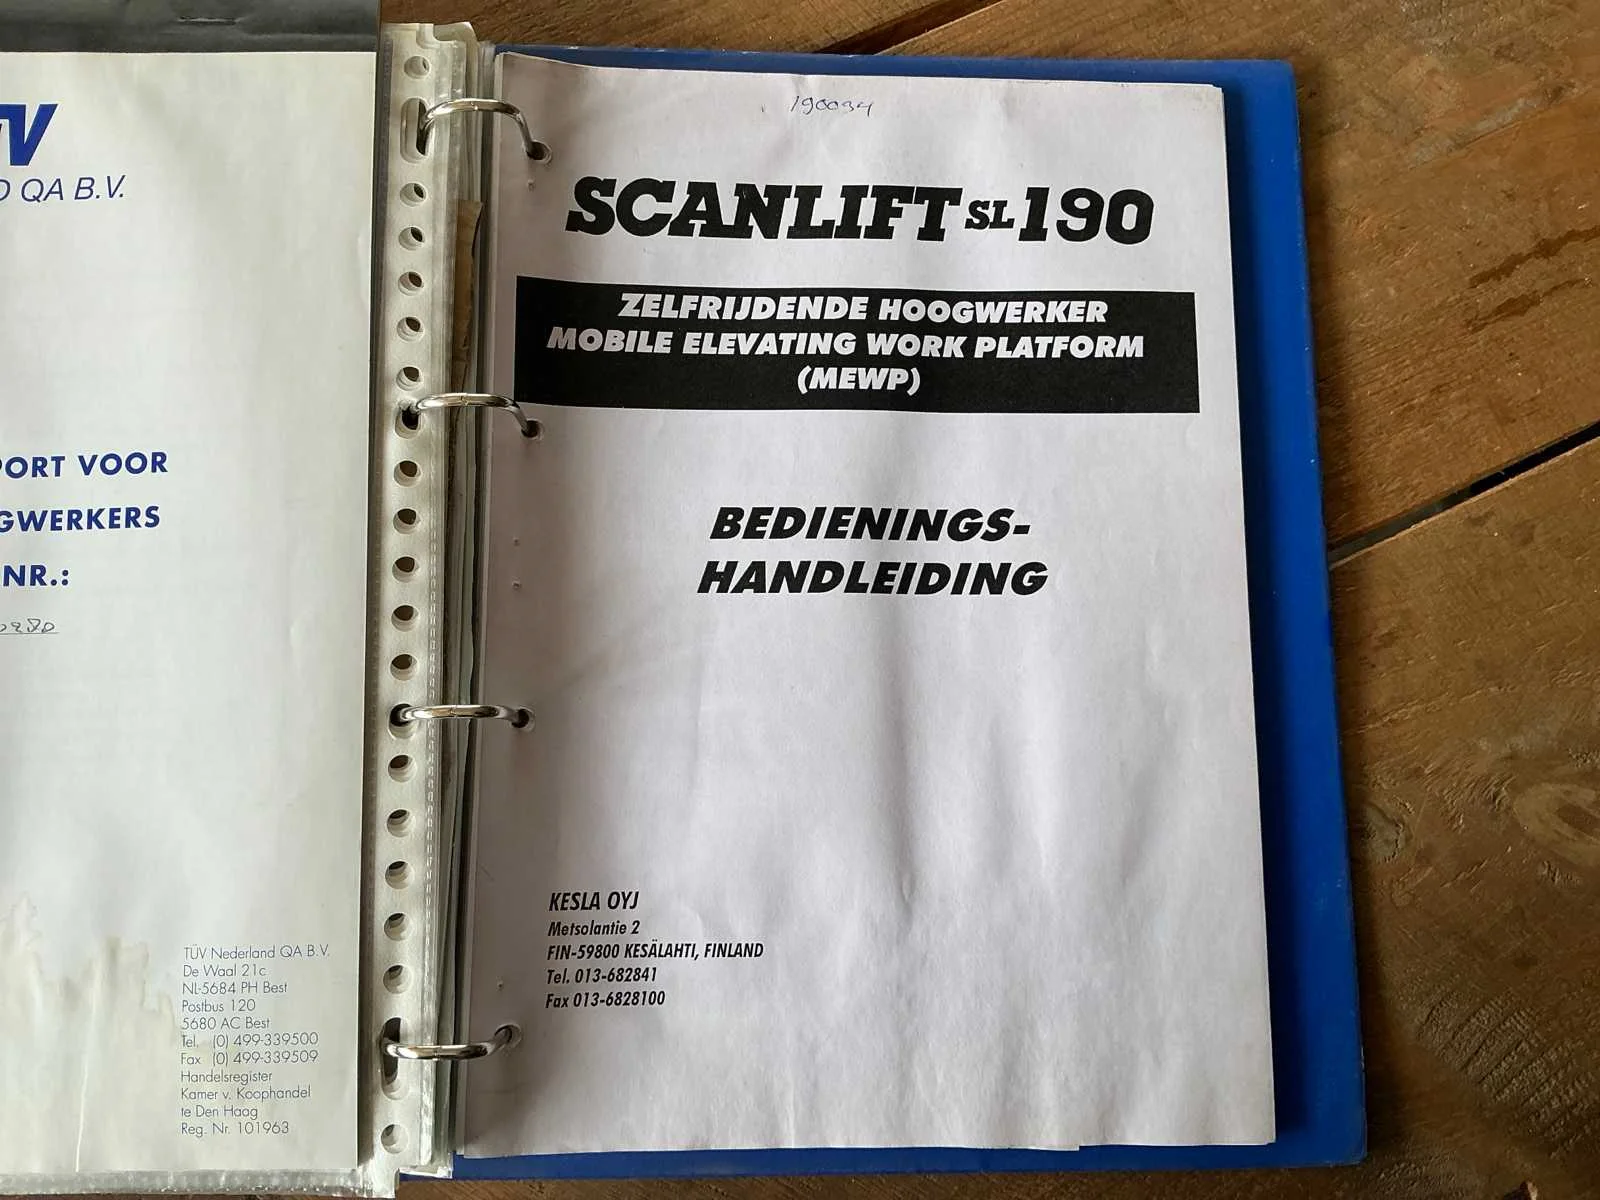 V
QA B.V.
PORT VOOR
GWERKERS
NR.:
TÜV Nederland QA B.V.
De Waal 21c
NL-5684 PH Best
Postbus 120
5680 AC Best
Tel. (0) 499-339500
Fax (0) 499-339509
Handelsregister
Kamer v. Koophandel
te Den Haag
Reg. Nr. 101963
190034
SCANLIFT SL 190
ZELFRIJDENDE HOOGWERKER
MOBILE ELEVATING WORK PLATFORM
(MEWP)
BEDIENINGS-
HANDLEIDING
KESLA OYJ
Metsolantie 2
FIN-59800 KESÄLAHTI, FINLAND
Tel. 013-682841
Fax 013-6828100